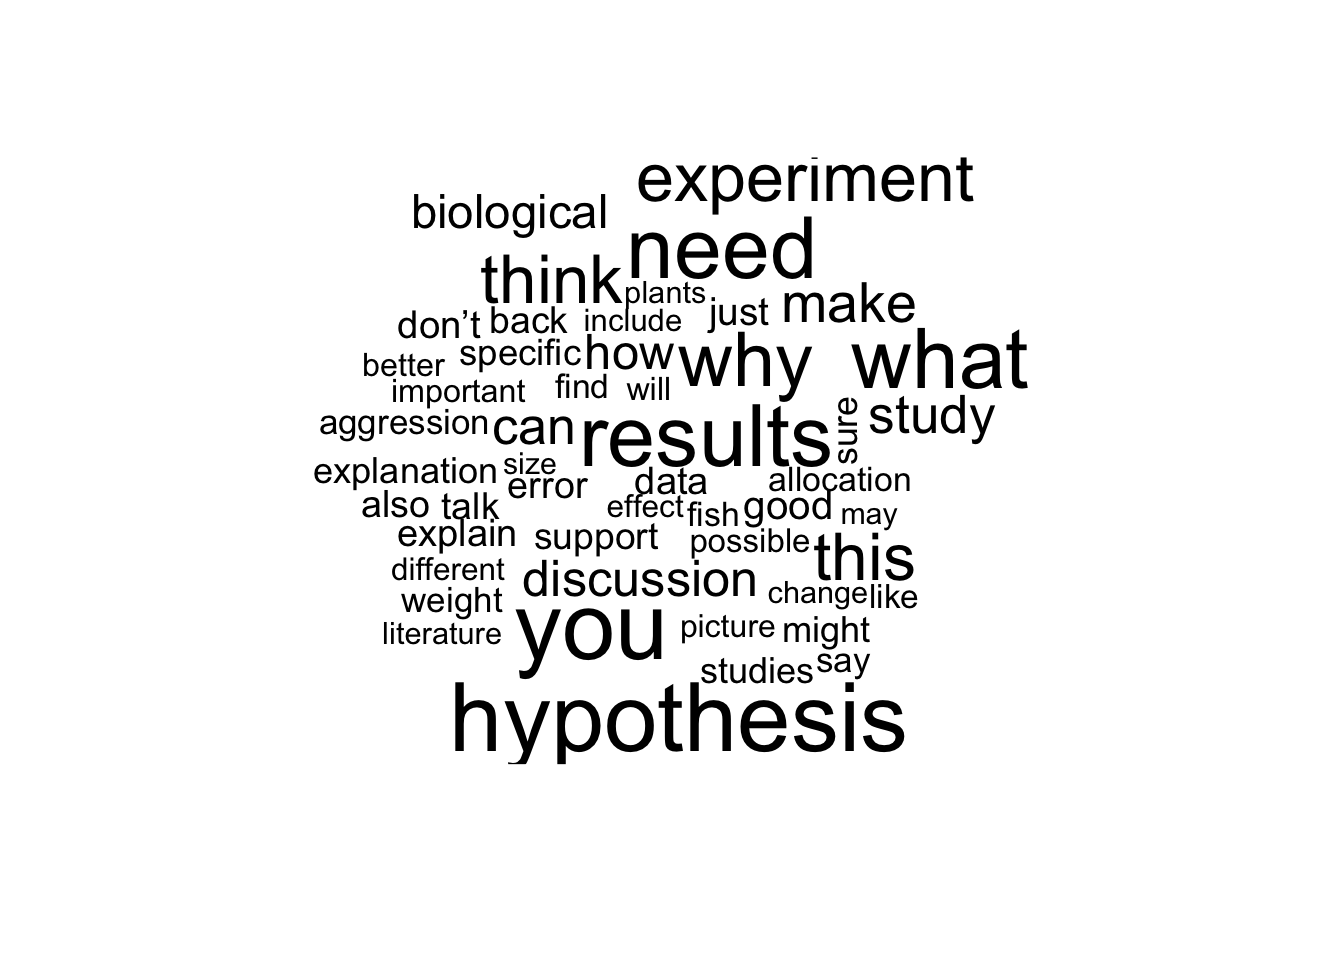 experiment
biological
need
think plants
just make
don’t back include
how why what
better specific
important find will
sure study
aggression can results
explanation size
error data allocation
also talk effect fish good may
explain support possible this
different discussion change like
weight
literature you picture might
studies say
hypothesis